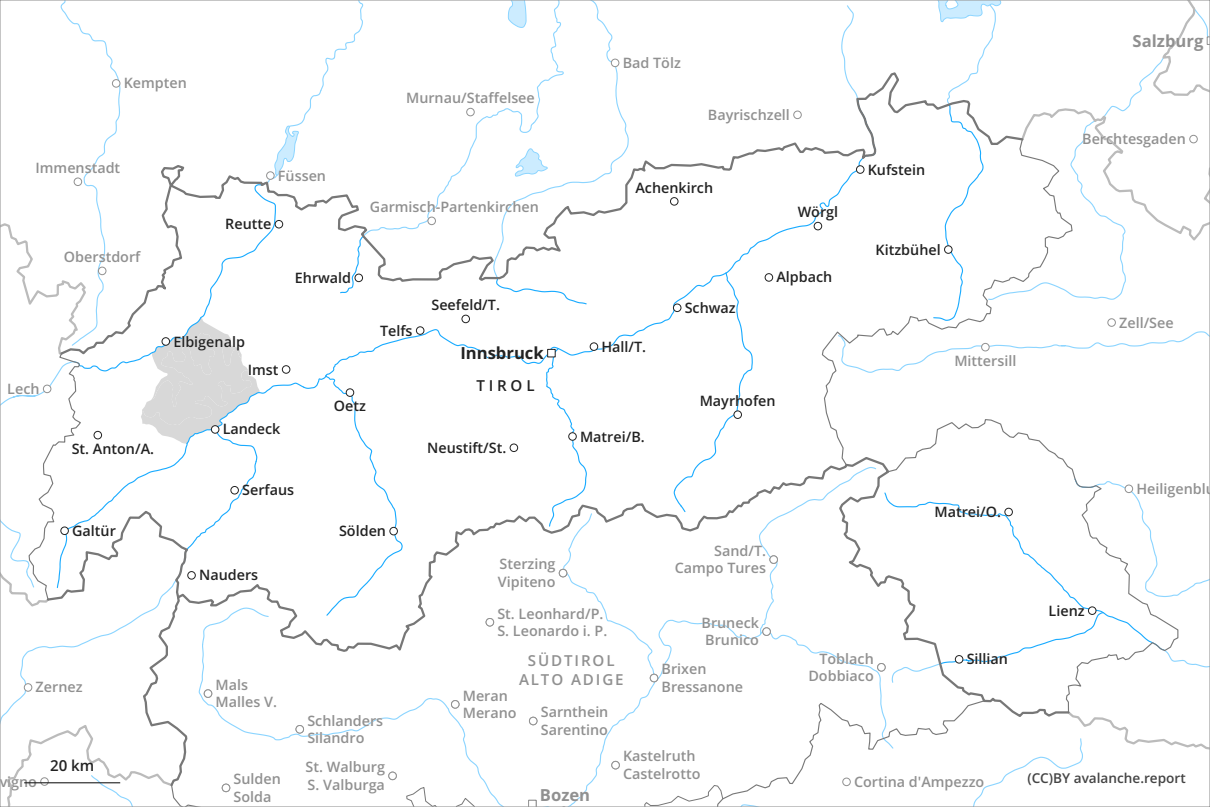 Salzburg
Bad Tölz
Kempten
Murnau/Staffelsee
Bayrischzell
Berchtesgaden
Immenstadt
Füssen
Kufstein
Achenkirch
Garmisch-Partenkirchen
Wörgl
Reutte
Kitzbühel
Oberstdorf
Ehrwald
Alpbach
Seefeld/T.
Schwaz
Zell/See
Telfs
Elbigenalp
Innsbruck
Hall/T.
Mittersill
Imst
TIROL
Lech
Oetz
Mayrhofen
Landeck
Matrei/B.
St. Anton/A.
Neustift/St.
Serfaus
Heiligenblu
Matrei/O.
Galtür
Sölden
Sand/T.
Campo Tures
Sterzing
Vipiteno
Nauders
Lienz
St. Leonhard/P.
S. Leonardo i. P.
Bruneck
Brunico
SÜDTIROL
ALTO ADIGE
Toblach
Dobbiaco
Sillian
Brixen
Bressanone
Zernez
Mals
Malles V.
Meran
Merano
Sarnthein
Sarentino
Schlanders
Silandro
Kastelruth
Castelrotto
20 km
St. Walburg
S. Valburga
vigno
Sulden
Solda
Cortina d'Ampezzo
(CC)BY avalanche.report
Bozen